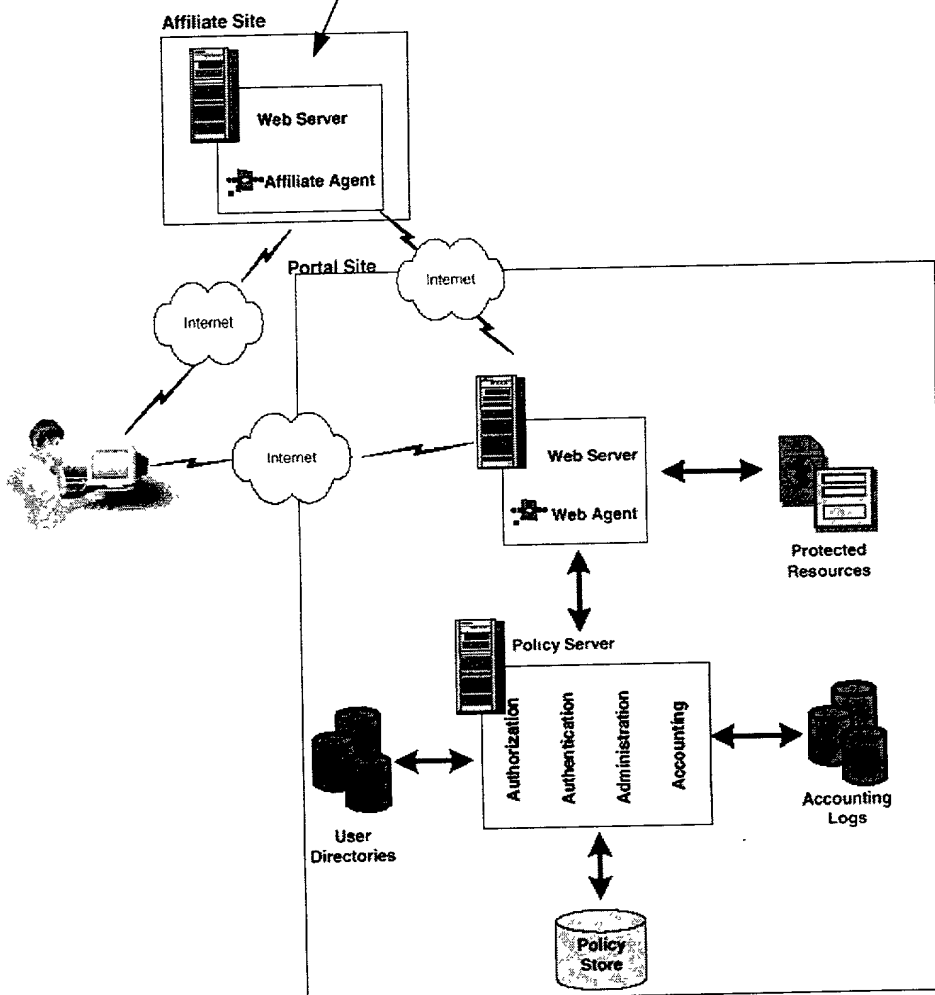 Affiliate Site
Web Server
Affiliate Agent
Portal Site
Internet
Internet
Internet
Web Server
Web Agent
Protected
Resources
Policy Server
Authorization
Authentication
Administration
Accounting
User
Directories
Accounting
Logs
Policy
Store